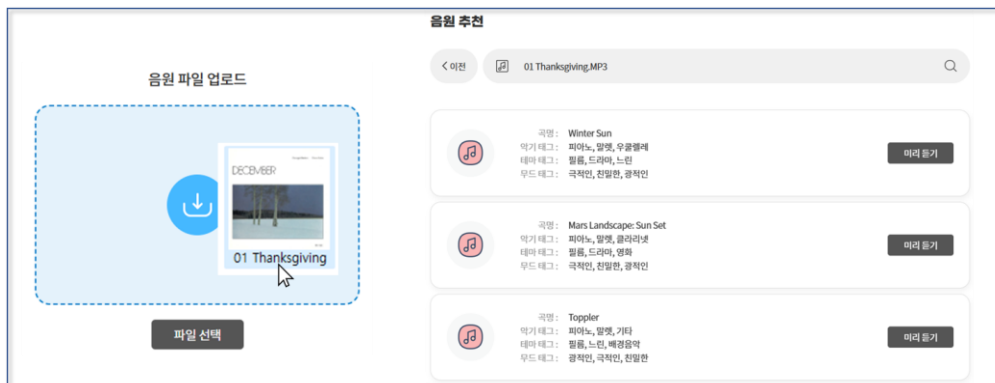 음원 파일 업로드
DECEMBER
01 Thanksgiving
파일 선택
음원 추천
< 이전
01 Thanksgiving.MP3
곡명 : Winter Sun
악기 태그 : 피아노, 말렛, 우쿨렐레
테마 태그 : 필름, 드라마, 느린
무드 태그 : 극적인, 친밀한, 광적인
미리 듣기
곡명 : Mars Landscape: Sun Set
악기 태그 : 피아노, 말렛, 클라리넷
테마 태그 : 필름, 드라마, 영화
무드 태그 : 극적인, 친밀한, 광적인
미리 듣기
곡명 : Toppler
악기 태그 : 피아노, 말렛, 기타
테마 태그 : 필름, 느린, 배경음악
무드 태그 : 광적인, 극적인, 친밀한
미리 듣기